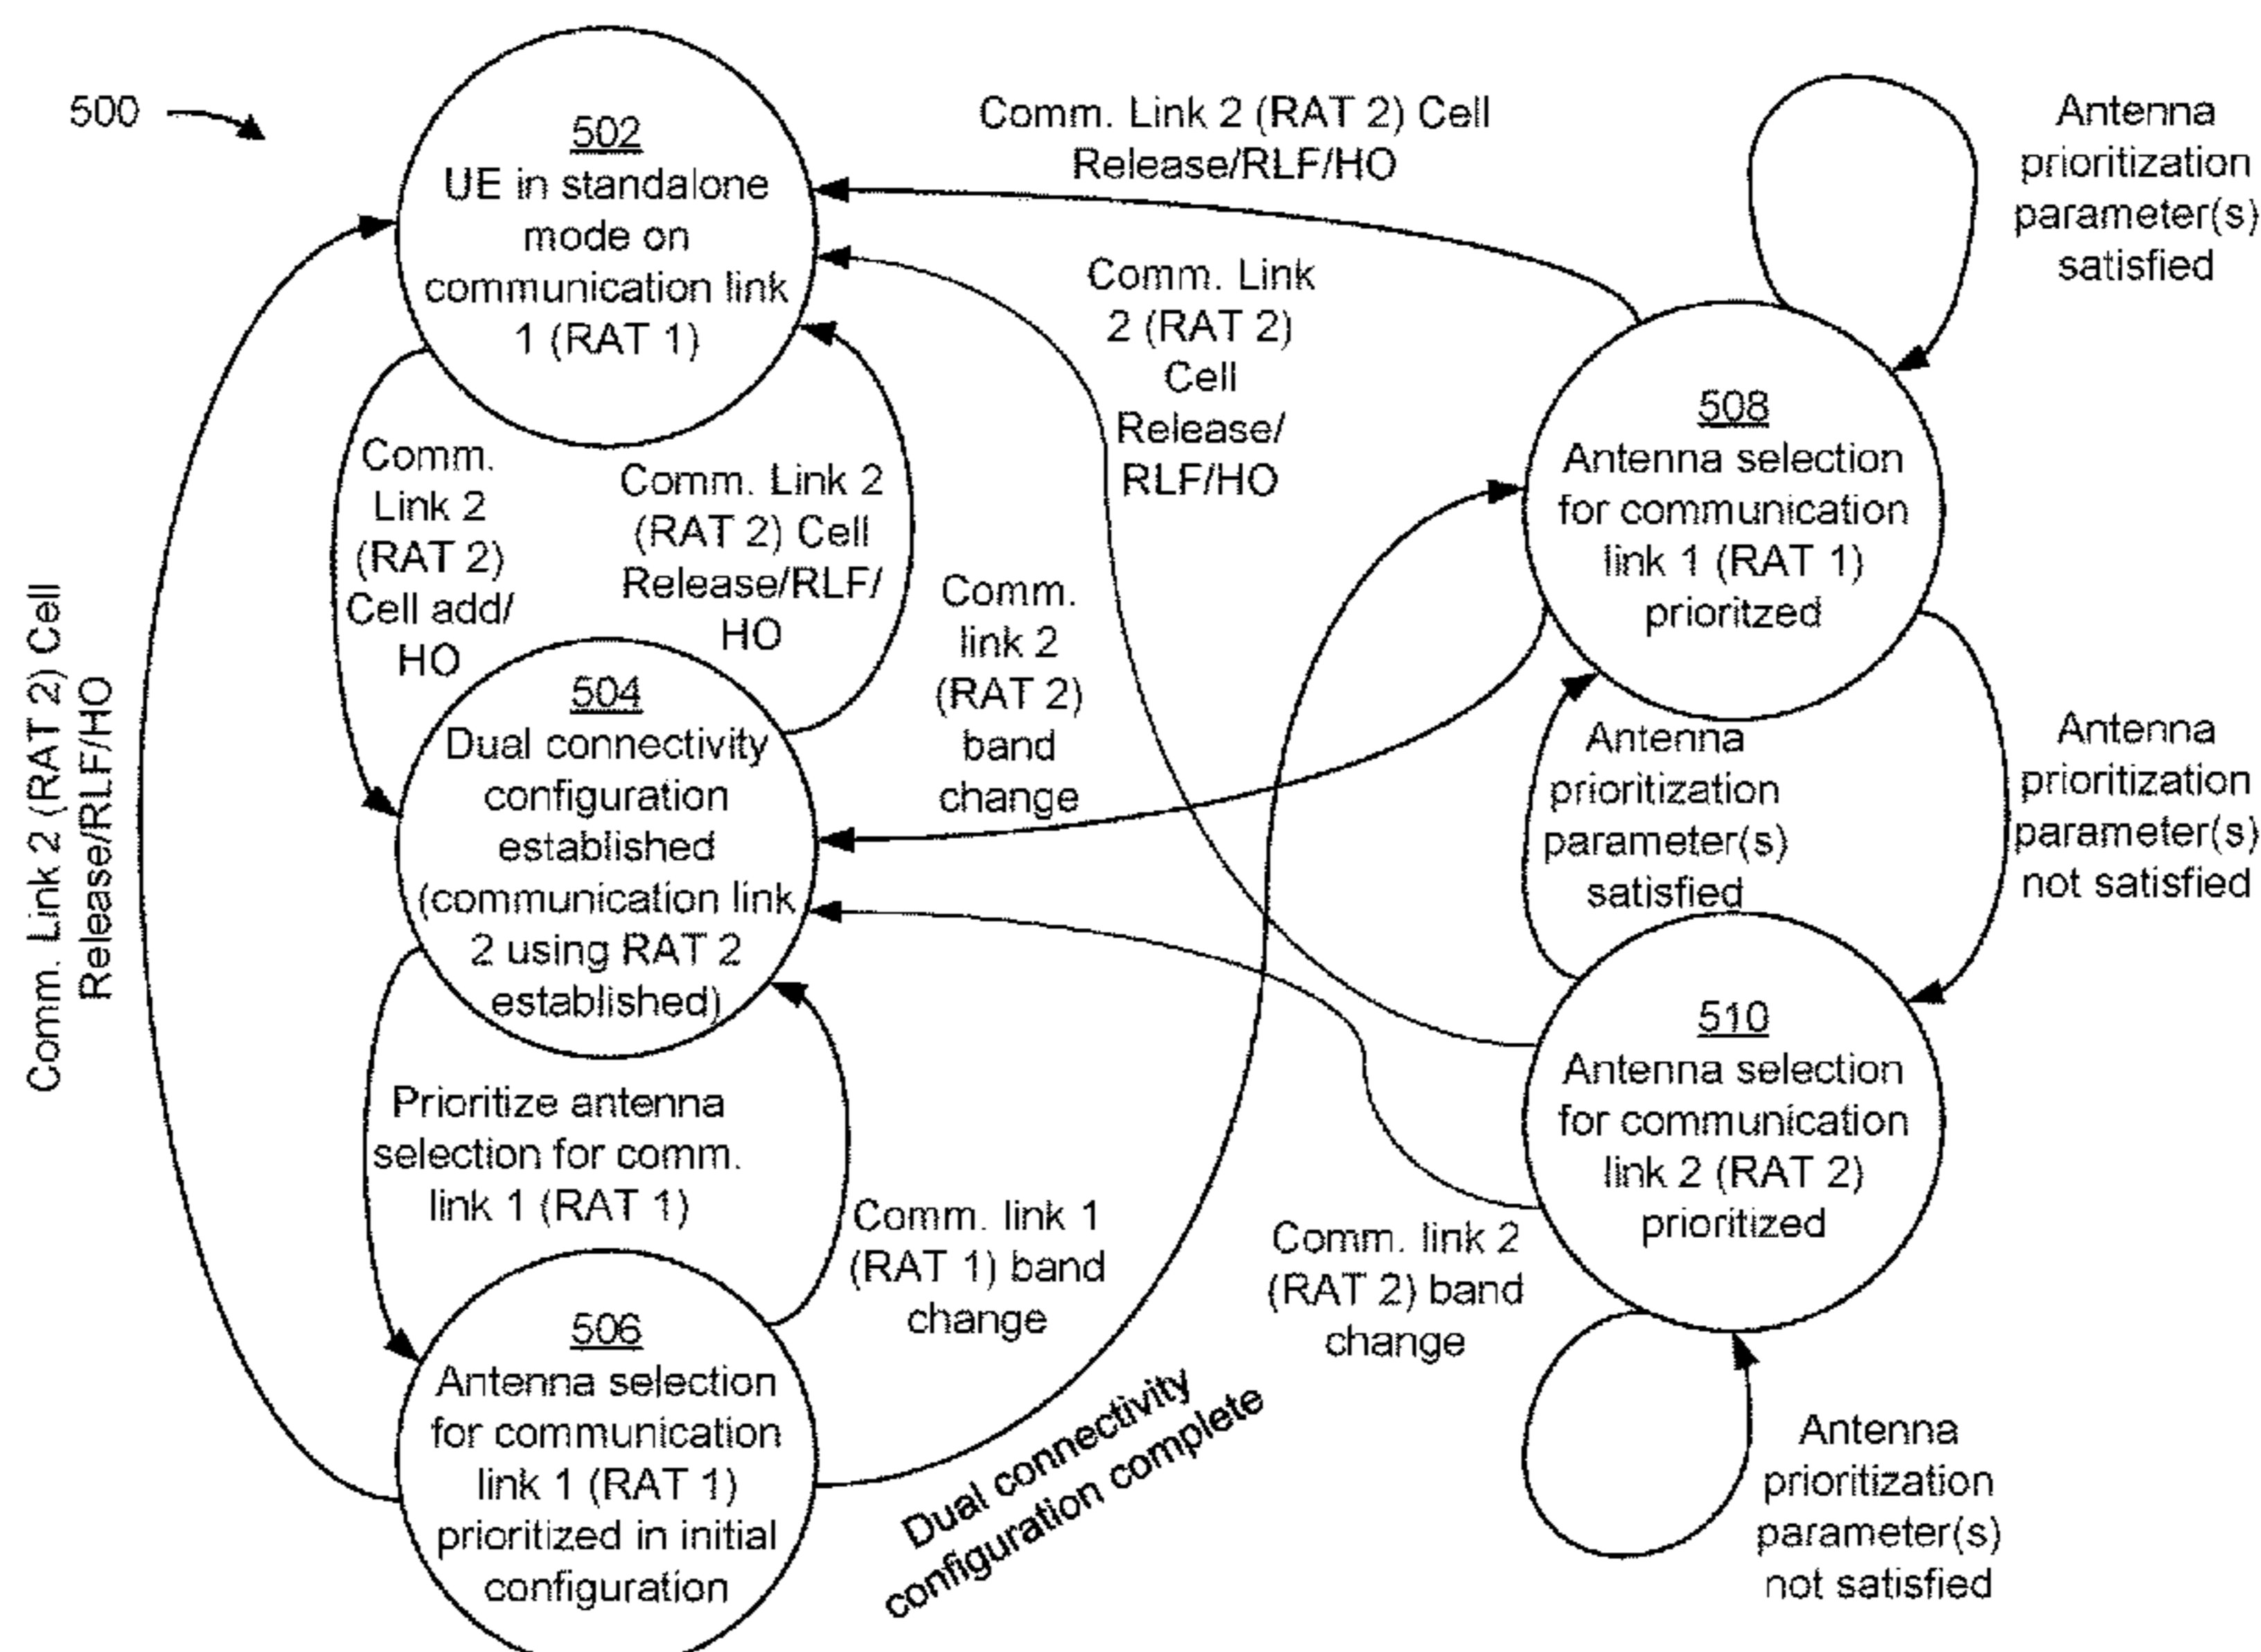 500
502
UE in standalone
mode on
communication link
1 (RAT 1)
Comm. Link 2 (RAT 2) Cell
Release/RLF/HO
Comm. Link
2 (RAT 2)
Cell
Release/
RLF/HO
Antenna
prioritization
parameter(s)
satisfied
508
Antenna selection
for communication
link 1 (RAT 1)
prioritzed
Comm.
Link 2
(RAT 2)
Cell add/
HO
Comm. Link 2
(RAT 2) Cell
Release/RLF/
HO
Comm.
link 2
(RAT 2)
band
change
Comm. Link 2 (RAT 2) Cell
Release/RLF/HO
504
Dual connectivity
configuration
established
(communication link
2 using RAT 2
established)
Antenna
prioritization
parameter(s)
satisfied
Antenna
prioritization
parameter(s)
not satisfied
510
Antenna selection
for communication
link 2 (RAT 2)
prioritized
Prioritize antenna
selection for comm.
link 1 (RAT 1)
Comm. link 1
(RAT 1) band
change
Comm. link 2
(RAT 2) band
change
506
Antenna selection
for communication
link 1 (RAT 1)
prioritized in initial
configuration
Dual connectivity
configuration complete
Antenna
prioritization
parameter(s)
not satisfied